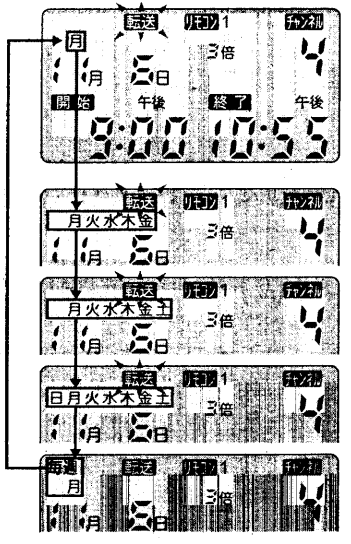 転送 リモコン 1 チャンネル
月 3倍 4
11月 6日
開始 午後 終了 午後
9:00 10:55
転送 リモコン 1 チャンネル
月火水木金 3倍 4
11月 6日
転送 リモコン 1 チャンネル
月火水木金土 3倍 4
11月 6日
転送 リモコン 1 チャンネル
日月火水木金土 3倍 4
11月 6日
毎週 転送 リモコン 1 チャンネル
月 3倍 4
11月 6日